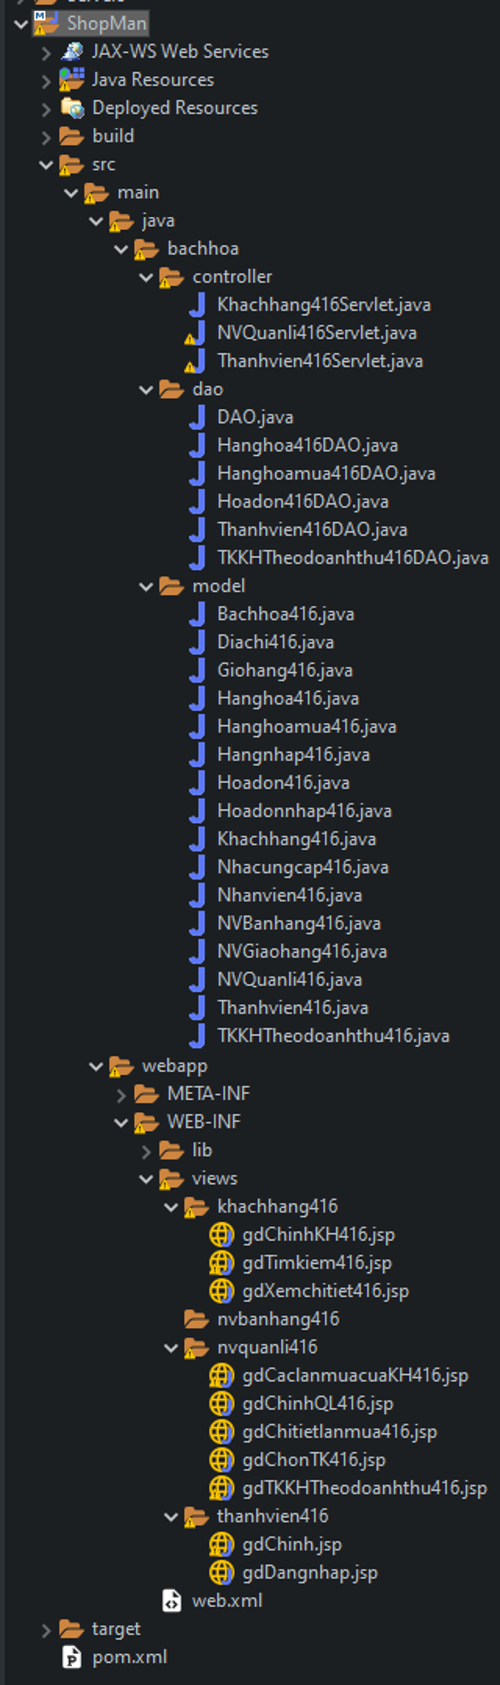 ShopMan
JAX-WS Web Services
Java Resources
Deployed Resources
build
src
main
java
bachhoa
controller
Khachhang416Servlet.java
NVQuanli416Servlet.java
Thanhvien416Servlet.java
dao
DAO.java
Hanghoa416DAO.java
Hanghoamua416DAO.java
Hoadon416DAO.java
Thanhvien416DAO.java
TKKHTheodoanhthu416DAO.java
model
Bachhoa416.java
Diachi416.java
Giohang416.java
Hanghoa416.java
Hanghoamua416.java
Hangnhap416.java
Hoadon416.java
Hoadonnhap416.java
Khachhang416.java
Nhacungcap416.java
Nhanvien416.java
NVBanhang416.java
NVGiaohang416.java
NVQuanli416.java
Thanhvien416.java
TKKHTheodoanhthu416.java
webapp
META-INF
WEB-INF
lib
views
khachhang416
gdChinhKH416.jsp
gdTimkiem416.jsp
gdXemchitiet416.jsp
nvbanhang416
nvquanli416
gdCaclanmuacuaKH416.jsp
gdChinhQL416.jsp
gdChitietlanmua416.jsp
gdChonTK416.jsp
gdTKKHTheodoanhthu416.jsp
thanhvien416
gdChinh.jsp
gdDangnhap.jsp
web.xml
target
pom.xml